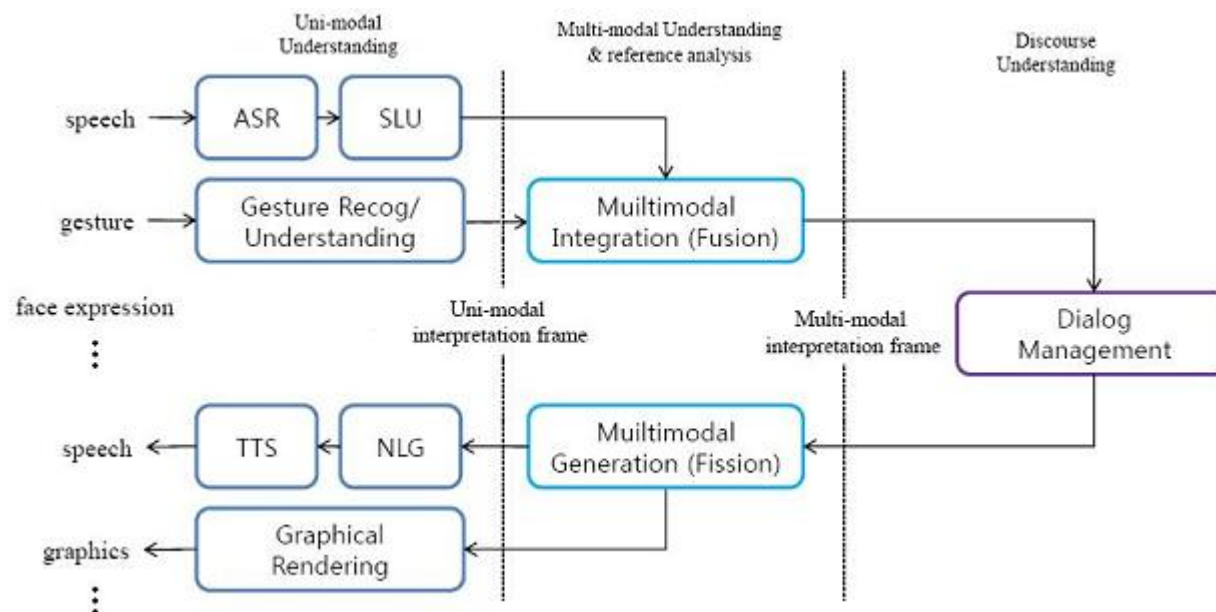 Uni-modal
Understanding
Multi-modal Understanding
& reference analysis
Discourse
Understanding
speech
ASR
SLU
gesture
Gesture Recog/
Understanding
Muiltimodal
Integration (Fusion)
face expression
Uni-modal
interpretation frame
Multi-modal
interpretation frame
Dialog
Management
speech
TTS
NLG
Muiltimodal
Generation (Fission)
graphics
Graphical
Rendering